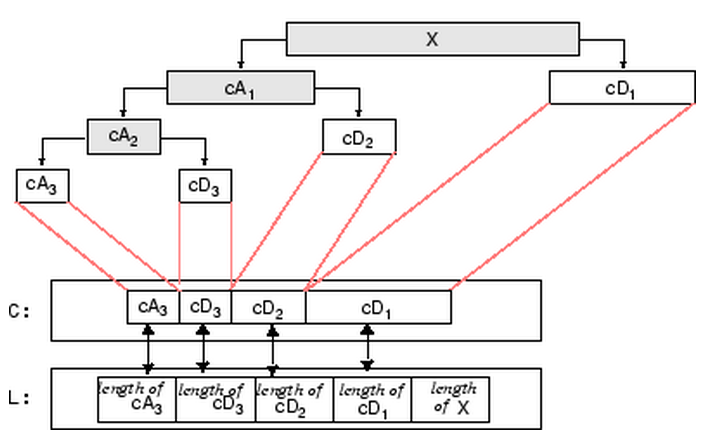 X
cA₁
cD₁
cA₂
cD₂
cA₃
cD₃
C: cA₃ cD₃ cD₂ cD₁
L: length of cA₃ length of cD₃ length of cD₂ length of cD₁ length of X